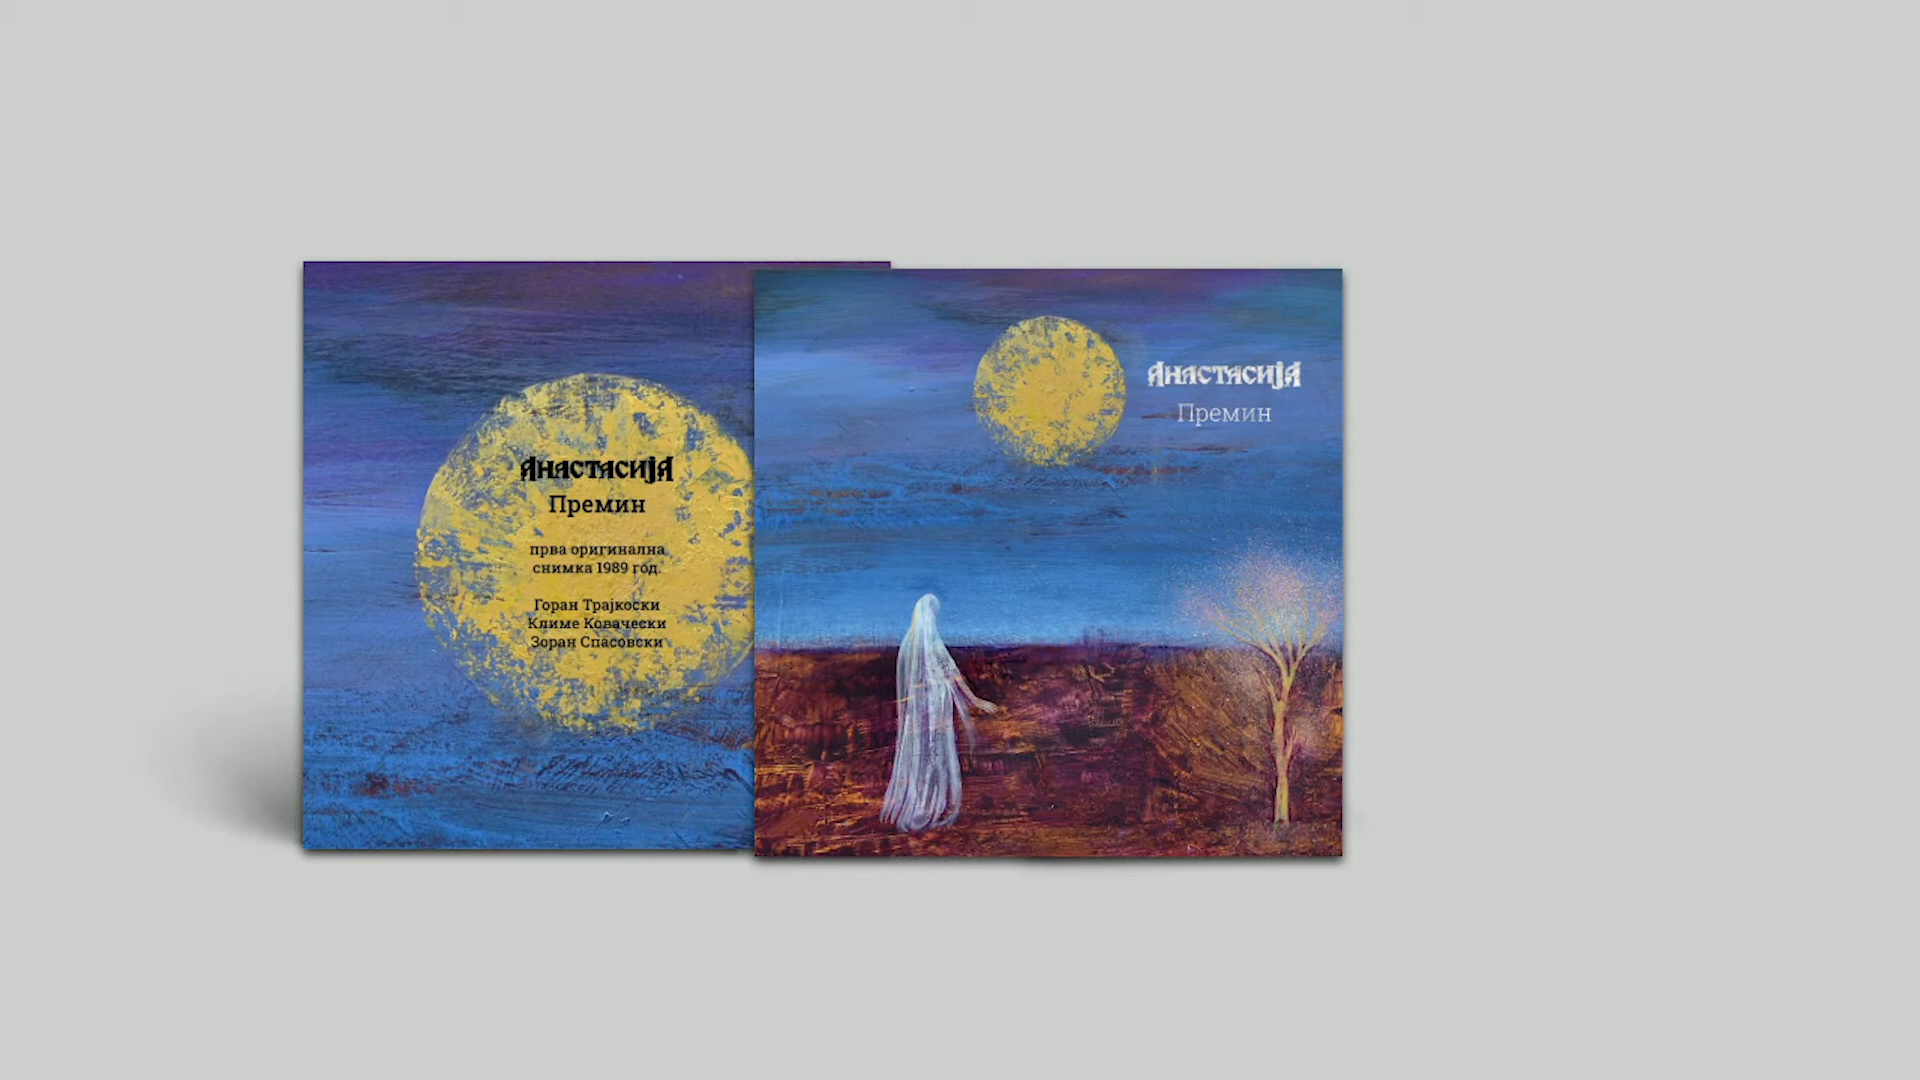 АнастасијА
Премин
прва оригинална
снимка 1989 год.
Горан Трајкоски
Климе Ковачески
Зоран Спасовски
АнастасијА
Премин